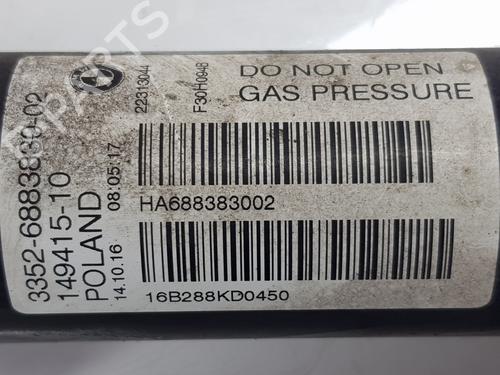 3352-6883830-02
149415-10
POLAND
14.10.16 08.05.17
22313044
F30H0948
DO NOT OPEN
GAS PRESSURE
HA688383002
16B288KD0450